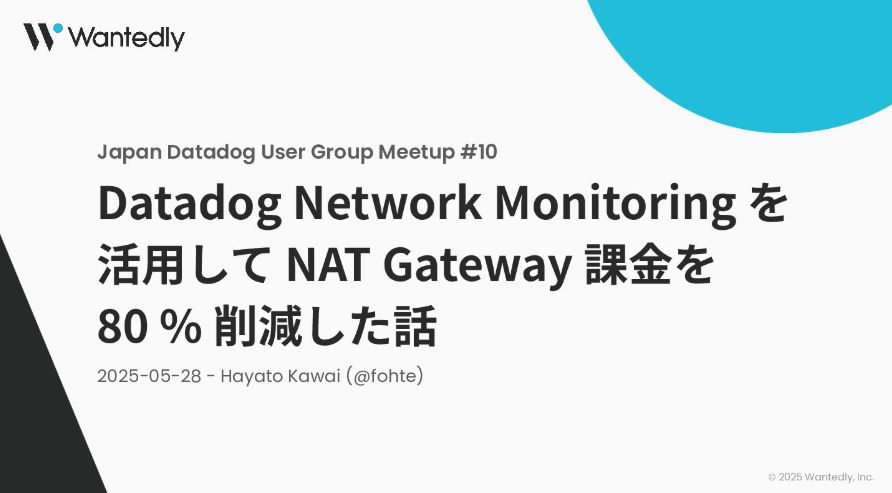 Wantedly
Japan Datadog User Group Meetup #10
Datadog Network Monitoring を
活用して NAT Gateway 課金を
80 % 削減した話
2025-05-28 - Hayato Kawai (@fohte)
© 2025 Wantedly, Inc.